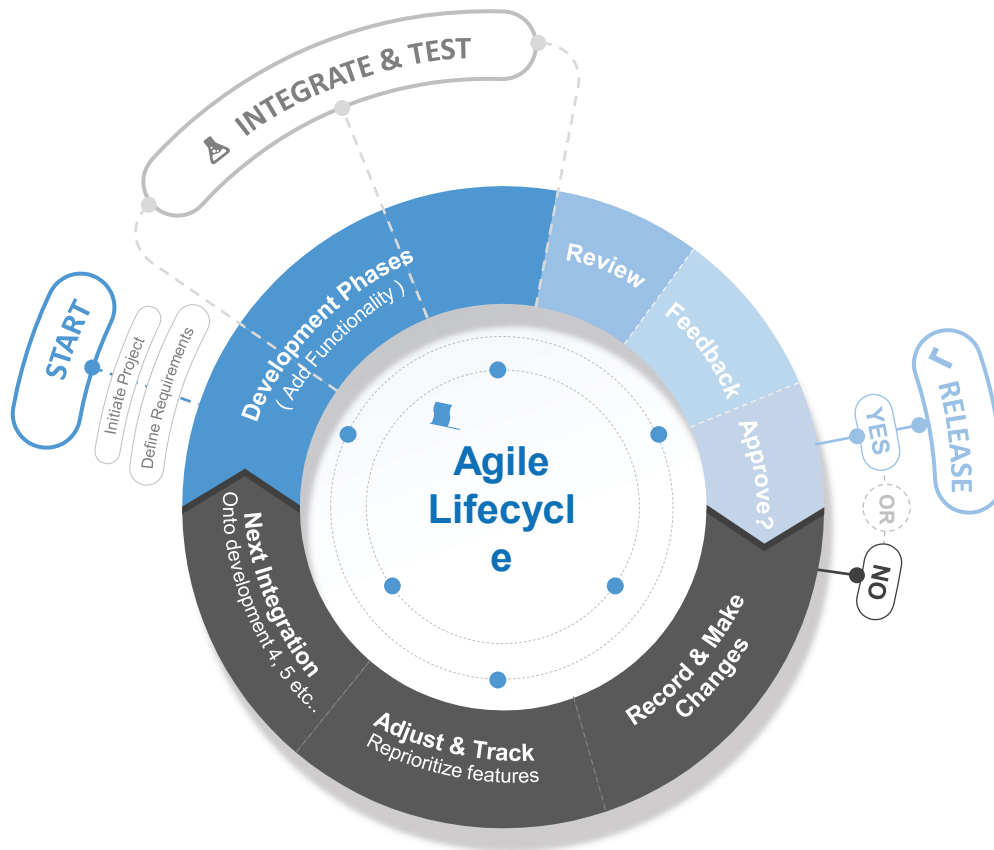 INTEGRATE & TEST
START
Initiate Project
Define Requirements
Development Phases
( Add Functionality )
Review
Feedback
Approve?
YES
OR
NO
RELEASE
Record & Make
Changes
Adjust & Track
Reprioritize features
Next Integration
Onto development 4, 5 etc..
Agile
Lifecycl
e